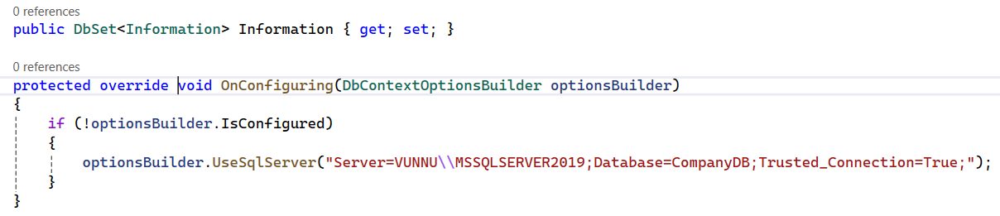 0 references
public DbSet<Information> Information { get; set; }
0 references
protected override void OnConfiguring(DbContextOptionsBuilder optionsBuilder)
{
if (!optionsBuilder.IsConfigured)
{
optionsBuilder.UseSqlServer("Server=VUNNU\\MSSQLSERVER2019;Database=CompanyDB;Trusted_Connection=True;");
}
}